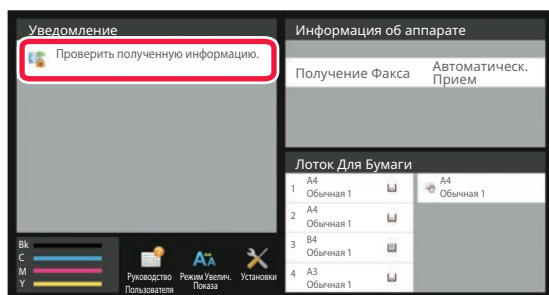 Уведомление
Проверить полученную информацию.
Информация об аппарате
Получение Факса
Автоматическ.
Прием
Лоток Для Бумаги
1 A4
Обычная 1
A4
Обычная 1
2 A4
Обычная 1
3 B4
Обычная 1
4 A3
Обычная 1
Bk
C
M
Y
Руководство
Пользователя
Режим Увелич.
Показа
Установки